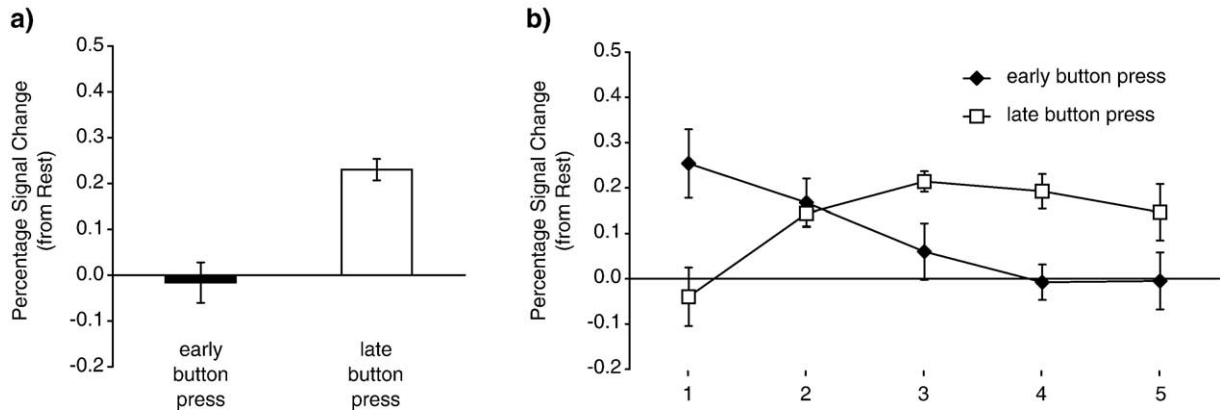 a)
Percentage Signal Change
(from Rest)
0.5
0.4
0.3
0.2
0.1
0.0
-0.1
-0.2
early
button
press
late
button
press
b)
Percentage Signal Change
(from Rest)
0.5
0.4
0.3
0.2
0.1
0.0
-0.1
-0.2
early button press
late button press
1 2 3 4 5